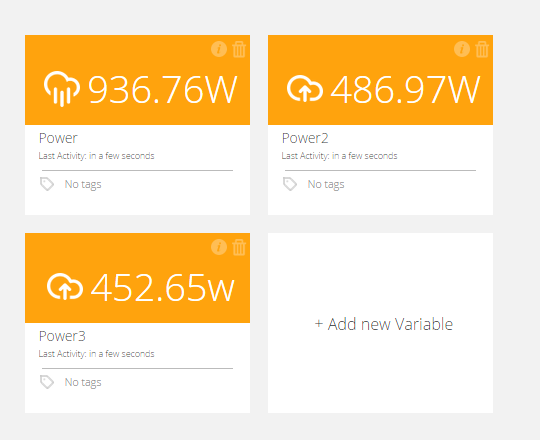 936.76W
Power
Last Activity: in a few seconds
No tags
486.97W
Power2
Last Activity: in a few seconds
No tags
452.65w
Power3
Last Activity: in a few seconds
No tags
+ Add new Variable